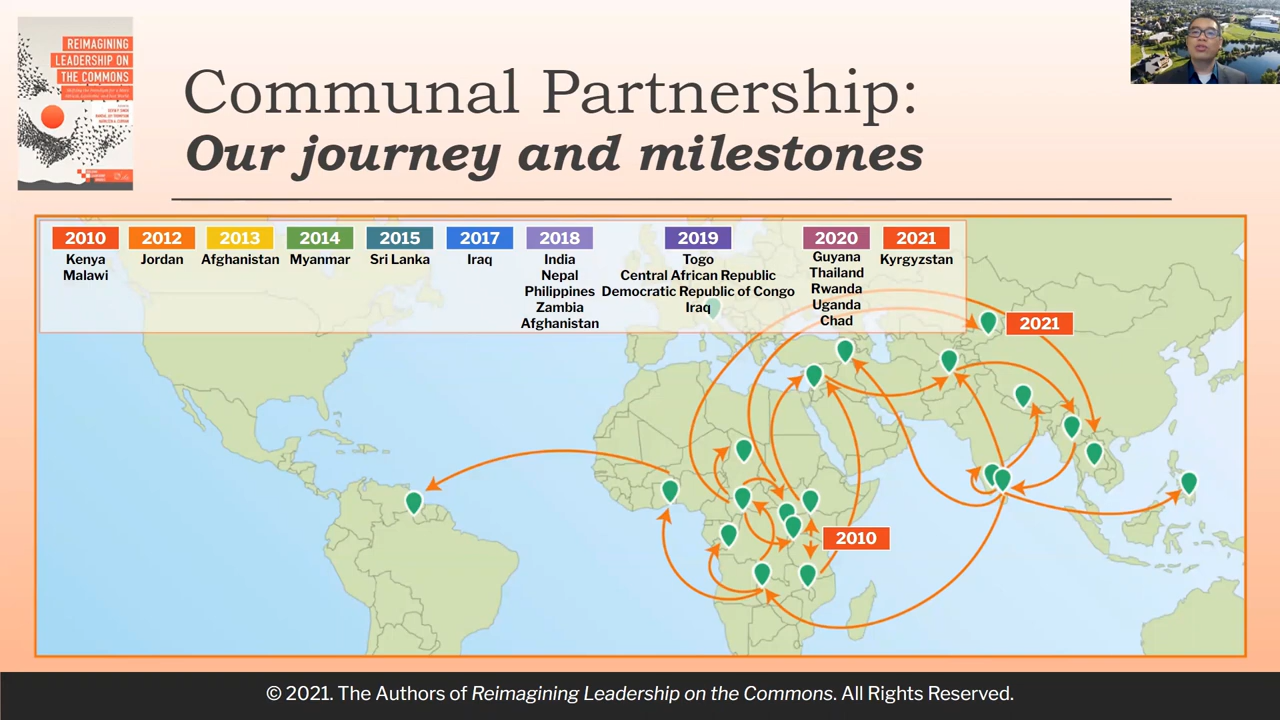 REIMAGINING
LEADERSHIP ON
THE COMMONS
Communal Partnership:
Our journey and milestones
2010
Kenya
Malawi
2012
Jordan
2013
Afghanistan
2014
Myanmar
2015
Sri Lanka
2017
Iraq
2018
India
Nepal
Philippines
Zambia
Afghanistan
2019
Togo
Central African Republic
Democratic Republic of Congo
Iraq
2020
Guyana
Thailand
Rwanda
Uganda
Chad
2021
Kyrgyzstan
2021
2010
© 2021. The Authors of Reimagining Leadership on the Commons. All Rights Reserved.